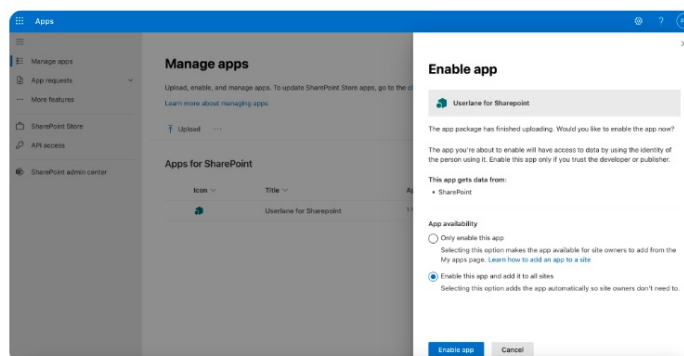 Apps
?
Manage apps
App requests
More features
SharePoint Store
API access
SharePoint admin center
Manage apps
Upload, enable, and manage apps. To update SharePoint Store apps, go to the
Learn more about managing apps
Upload ...
Apps for SharePoint
Icon Title
Userlane for Sharepoint
Enable app
Userlane for Sharepoint
The app package has finished uploading. Would you like to enable the app now?
The app you're about to enable will have access to data by using the identity of
the person using it. Enable this app only if you trust the developer or publisher.
This app gets data from:
• SharePoint
App availability
Only enable this app
Selecting this option makes the app available for site owners to add from the
My apps page. Learn how to add an app to a site
Enable this app and add it to all sites
Selecting this option adds the app automatically so site owners don't need to.
Enable app Cancel